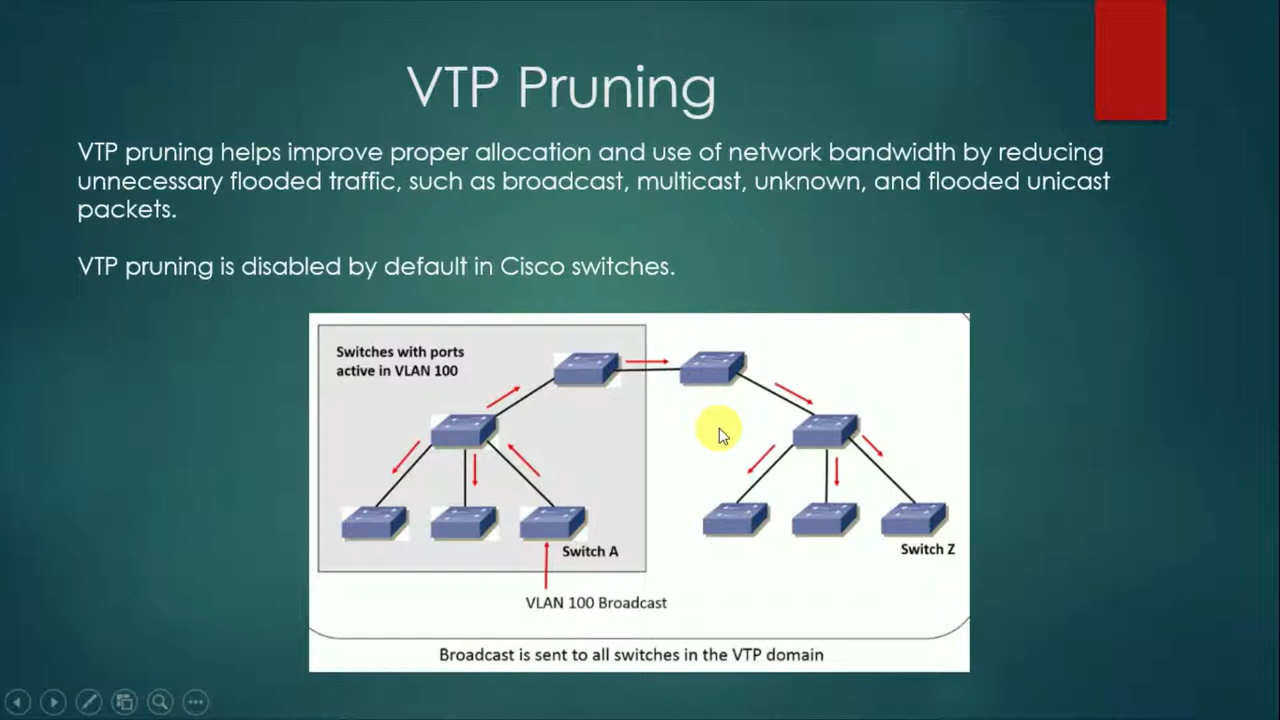 VTP Pruning
VTP pruning helps improve proper allocation and use of network bandwidth by reducing
unnecessary flooded traffic, such as broadcast, multicast, unknown, and flooded unicast
packets.
VTP pruning is disabled by default in Cisco switches.
Switches with ports
active in VLAN 100
Switch A
Switch Z
VLAN 100 Broadcast
Broadcast is sent to all switches in the VTP domain